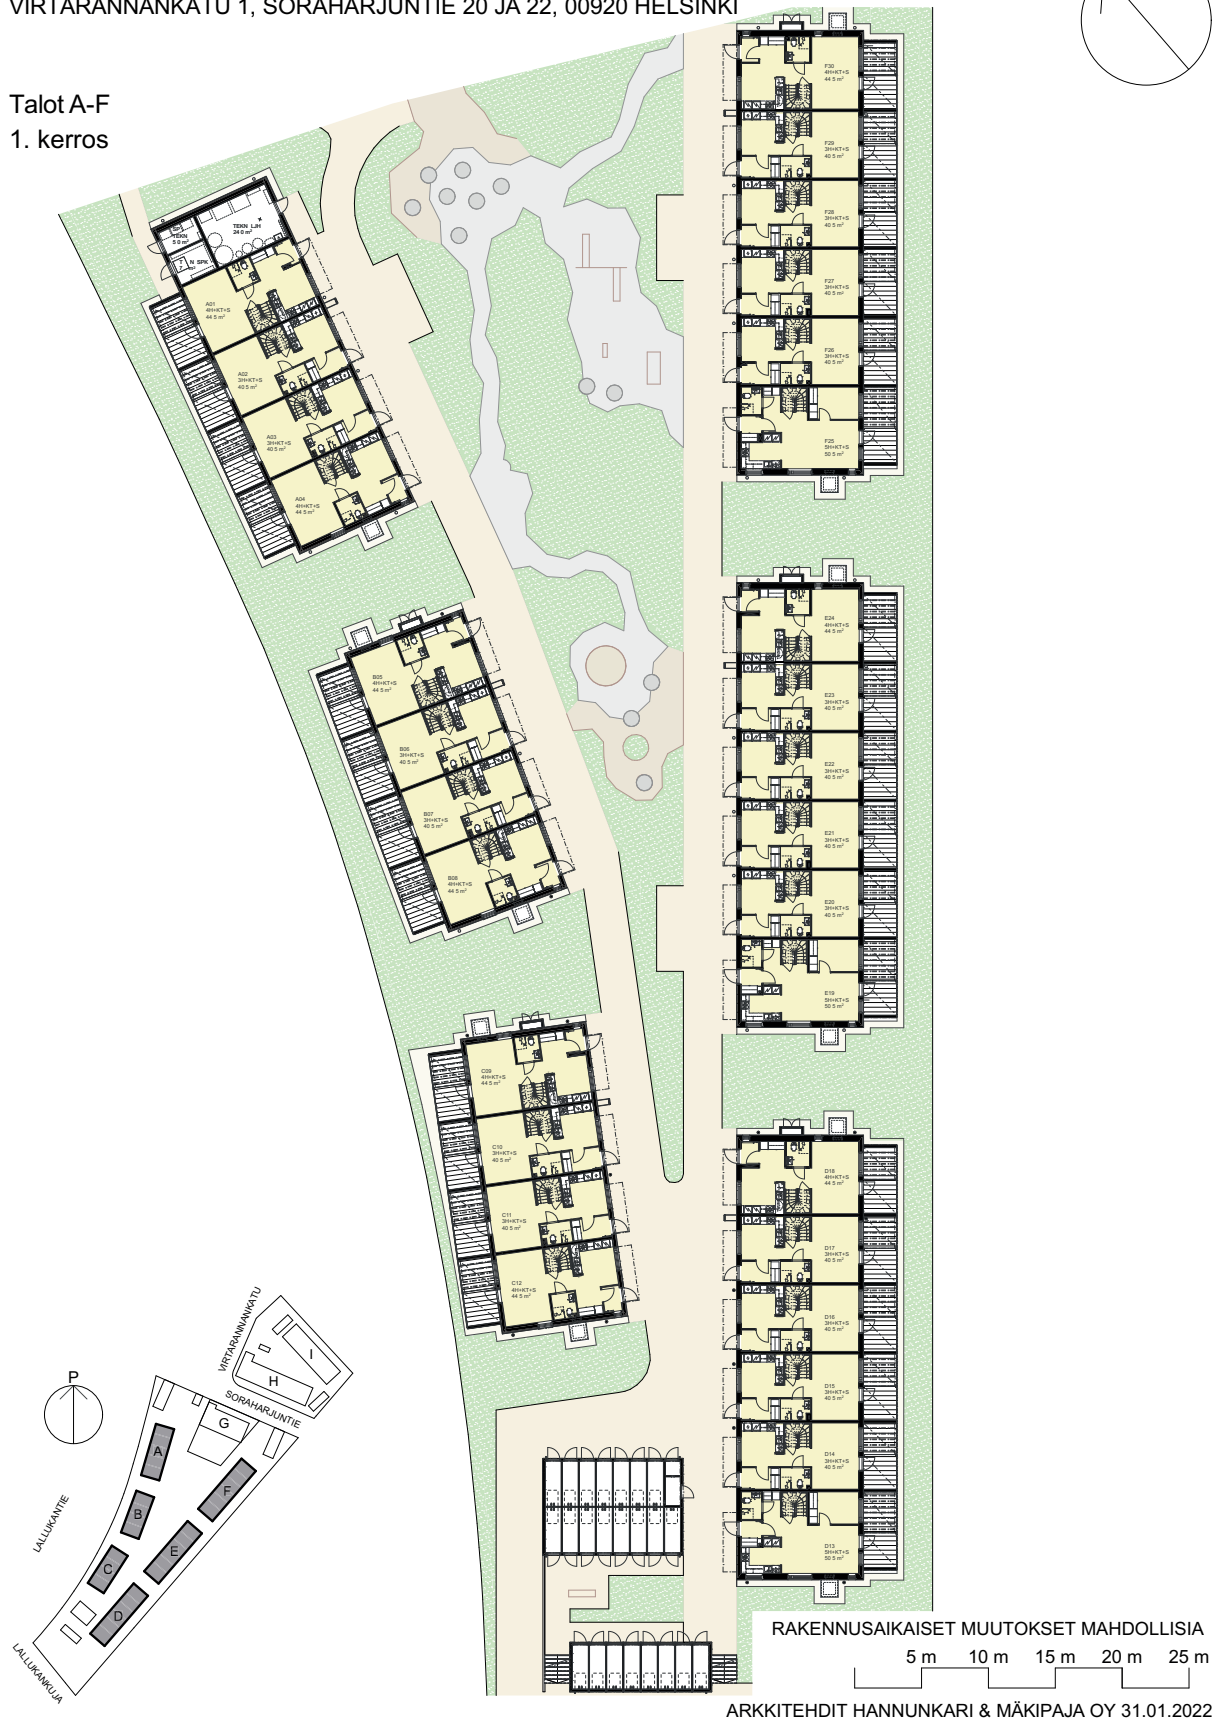 VIRTARANNANKATU 1, SORAHARJUNTIE 20 JA 22, 00920 HELSINKI
Talot A-F
1. kerros
TEKN
5 0 m²
TEKN LJH
24 0 m²
N SPK
A01
4H+KT+S
44 5 m²
A02
3H+KT+S
40 5 m²
A03
3H+KT+S
40 5 m²
A04
4H+KT+S
44 5 m²
B05
4H+KT+S
44 5 m²
B06
3H+KT+S
40 5 m²
B07
3H+KT+S
40 5 m²
B08
4H+KT+S
44 5 m²
C09
4H+KT+S
44 5 m²
C10
3H+KT+S
40 5 m²
C11
3H+KT+S
40 5 m²
C12
4H+KT+S
44 5 m²
F30
4H+KT+S
44 5 m²
F29
3H+KT+S
40 5 m²
F28
3H+KT+S
40 5 m²
F27
3H+KT+S
40 5 m²
F26
3H+KT+S
40 5 m²
F25
5H+KT+S
50 5 m²
E24
4H+KT+S
44 5 m²
E23
3H+KT+S
40 5 m²
E22
3H+KT+S
40 5 m²
E21
3H+KT+S
40 5 m²
E20
3H+KT+S
40 5 m²
E19
5H+KT+S
50 5 m²
D18
4H+KT+S
44 5 m²
D17
3H+KT+S
40 5 m²
D16
3H+KT+S
40 5 m²
D15
3H+KT+S
40 5 m²
D14
3H+KT+S
40 5 m²
D13
5H+KT+S
50 5 m²
P
VIRTARANNANKATU
SORAHARJUNTIE
LALLUKANTIE
LALLUKANKUJA
I
H
G
A
F
B
E
C
D
RAKENNUSAIKAISET MUUTOKSET MAHDOLLISIA
5 m 10 m 15 m 20 m 25 m
ARKKITEHDIT HANNUNKARI & MÄKIPAJA OY 31.01.2022